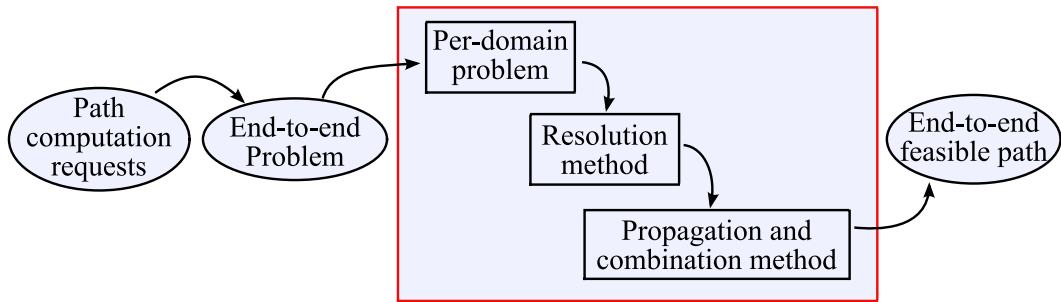 Path
computation
requests
End-to-end
Problem
Per-domain
problem
Resolution
method
Propagation and
combination method
End-to-end
feasible path